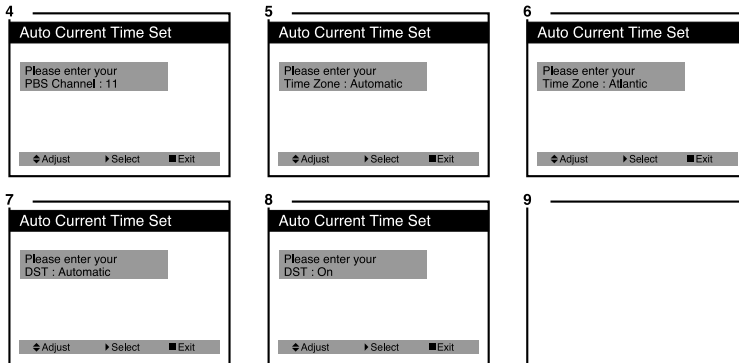 4
Auto Current Time Set
Please enter your
PBS Channel : 11
Adjust Select Exit
5
Auto Current Time Set
Please enter your
Time Zone : Automatic
Adjust Select Exit
6
Auto Current Time Set
Please enter your
Time Zone : Atlantic
Adjust Select Exit
7
Auto Current Time Set
Please enter your
DST : Automatic
Adjust Select Exit
8
Auto Current Time Set
Please enter your
DST : On
Adjust Select Exit
9